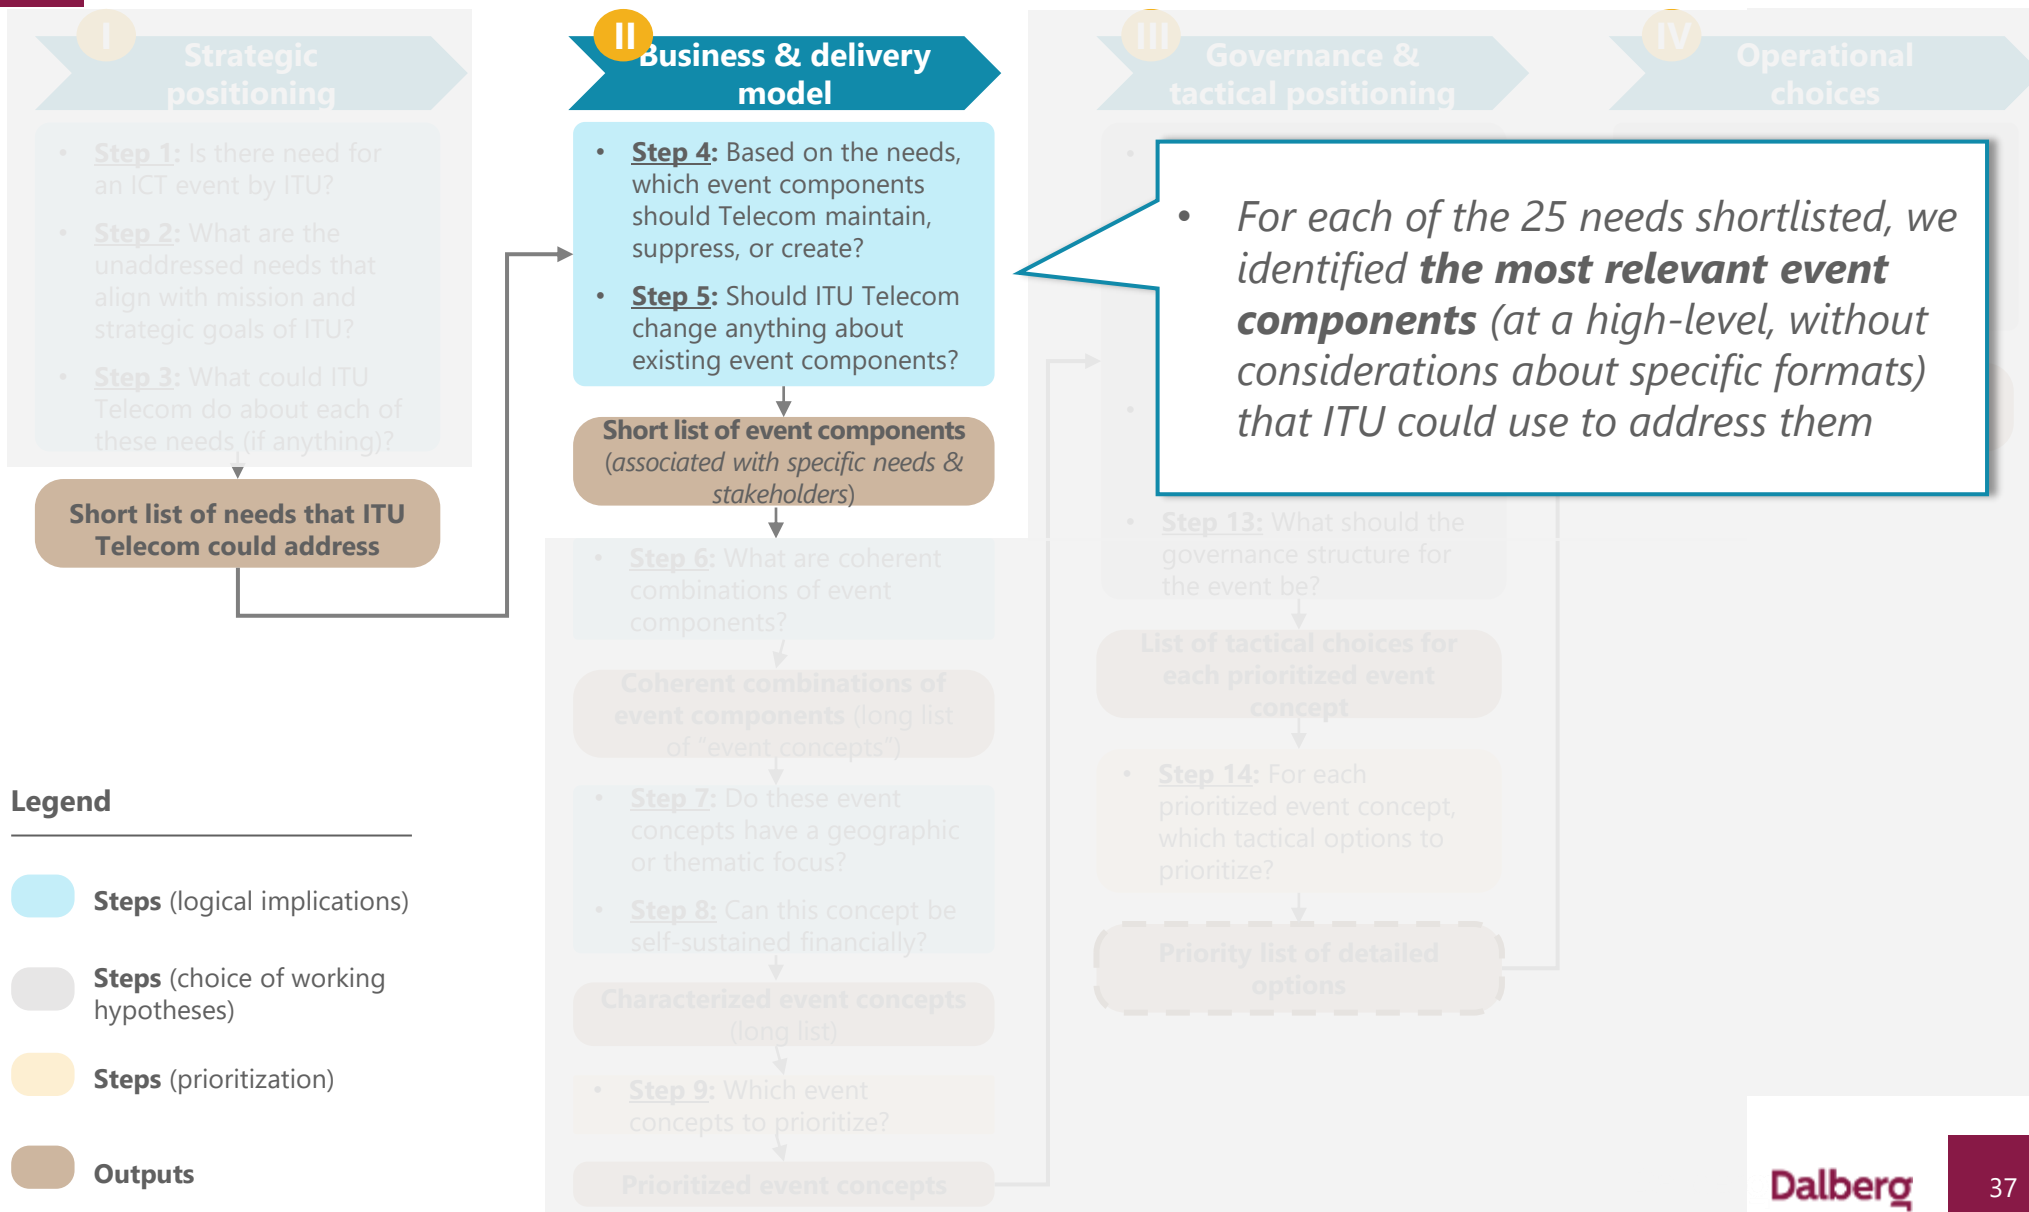 I
Strategic
positioning
• Step 1: Is there need for
an ICT event by ITU?
• Step 2: What are the
unaddressed needs that
align with mission and
strategic goals of ITU?
• Step 3: What could ITU
Telecom do about each of
these needs (if anything)?
Short list of needs that ITU
Telecom could address
II
Business & delivery
model
• Step 4: Based on the needs,
which event components
should Telecom maintain,
suppress, or create?
• Step 5: Should ITU Telecom
change anything about
existing event components?
Short list of event components
(associated with specific needs &
stakeholders)
• Step 6: What are coherent
combinations of event
components?
Coherent combinations of
event components (long list
of “event concepts”)
• Step 7: Do these event
concepts have a geographic
or thematic focus?
• Step 8: Can this concept be
self-sustained financially?
Characterized event concepts
(long list)
• Step 9: Which event
concepts to prioritize?
Prioritized event concepts
III
Governance &
tactical positioning
IV
Operational
choices
• For each of the 25 needs shortlisted, we
identified the most relevant event
components (at a high-level, without
considerations about specific formats)
that ITU could use to address them
• Step 13: What should the
governance structure for
the event be?
List of tactical choices for
each prioritized event
concept
• Step 14: For each
prioritized event concept,
which tactical options to
prioritize?
Priority list of detailed
options
Legend
Steps (logical implications)
Steps (choice of working
hypotheses)
Steps (prioritization)
Outputs
Dalberg
37